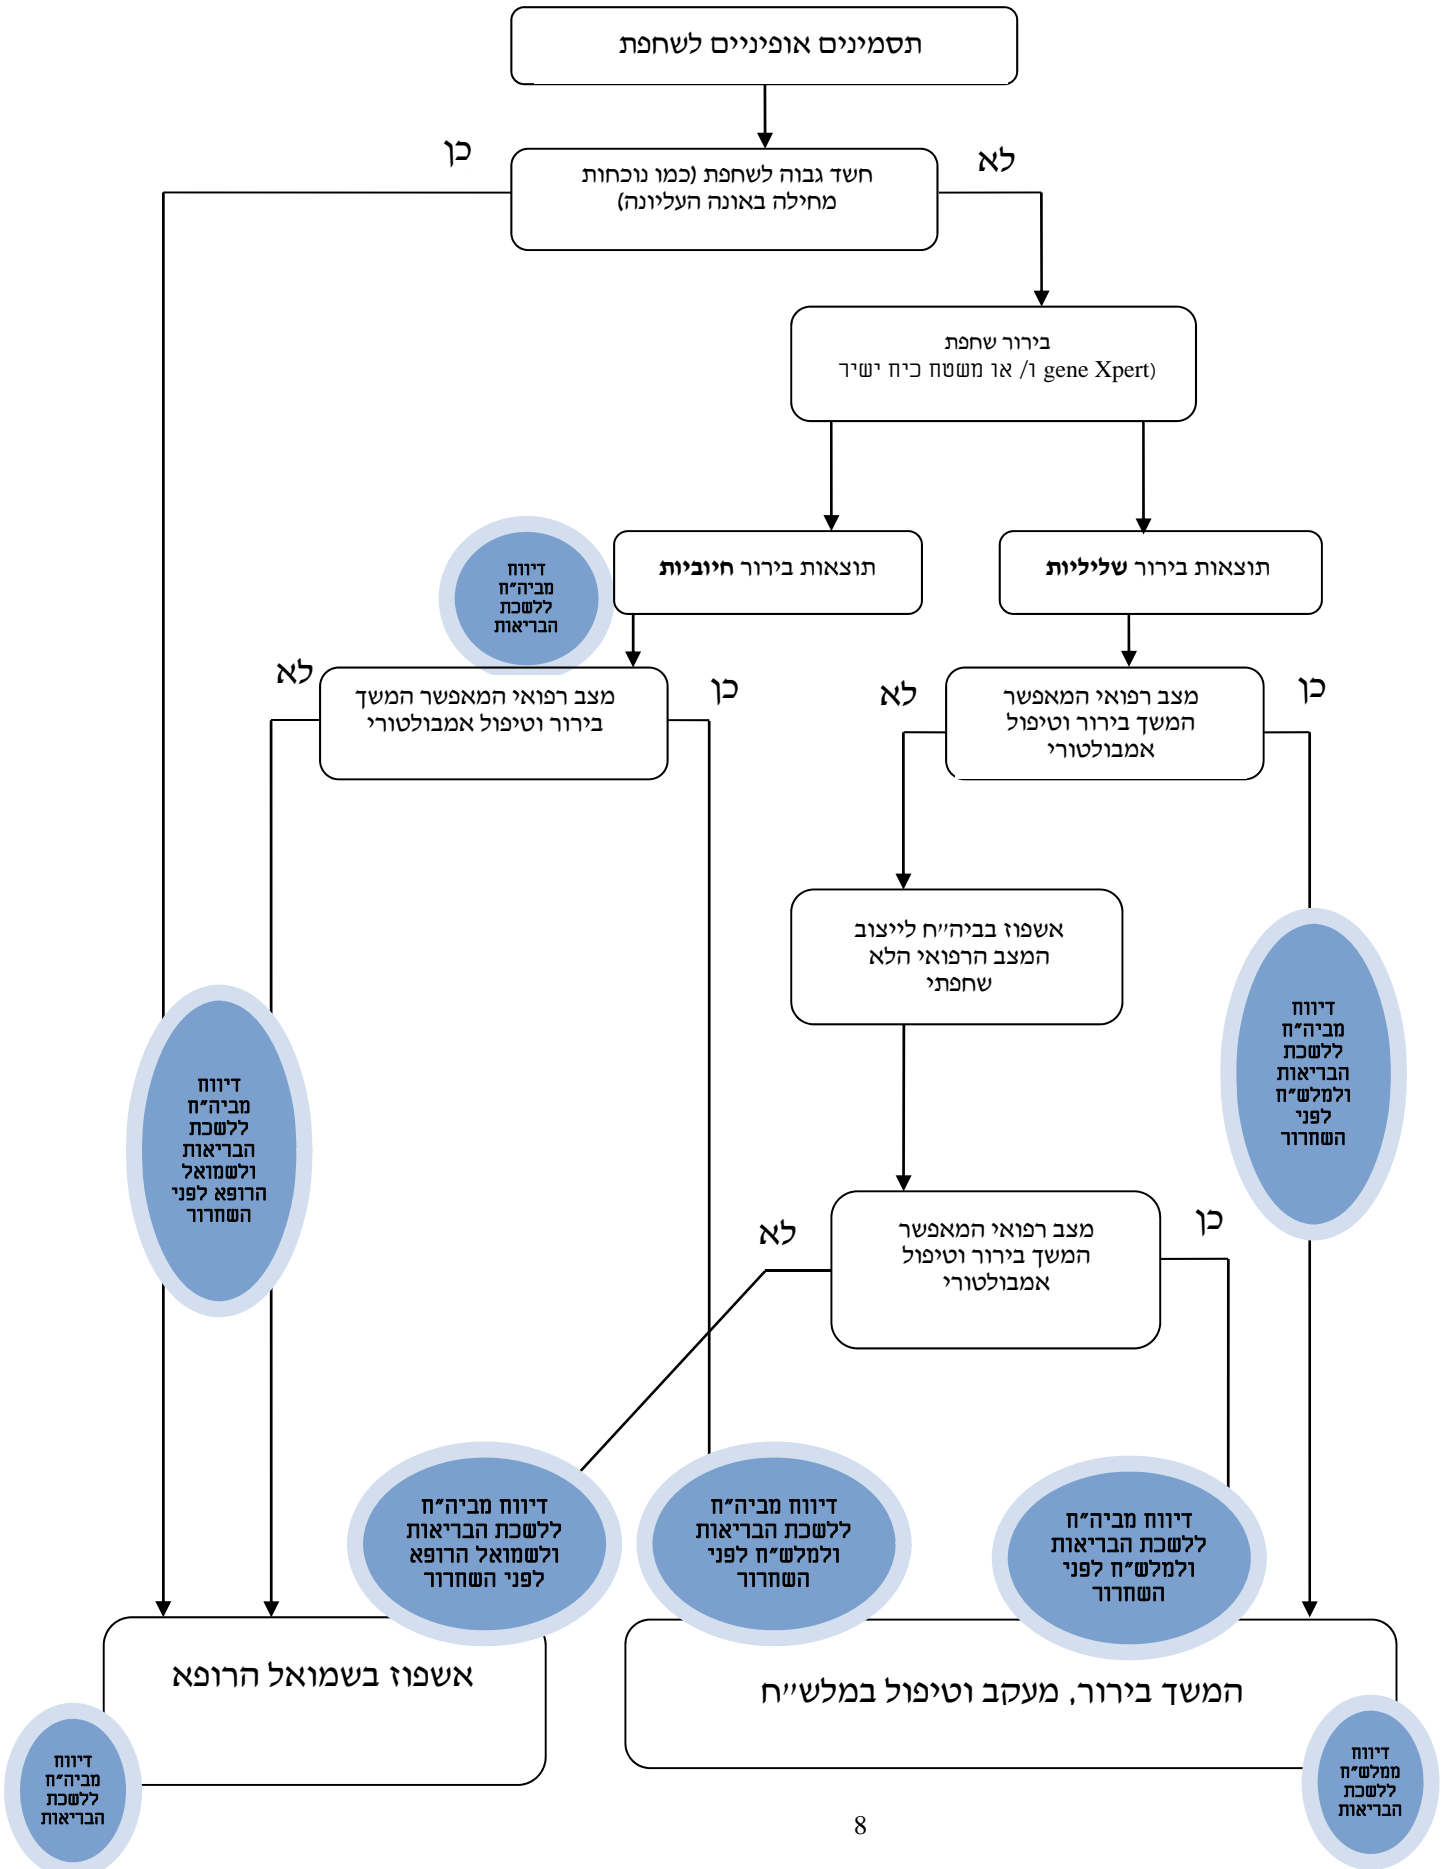 תסמינים אופיניים לשחפת
כן
לא
חשד גבוה לשחפת (כמו נוכחות
מחילה באונה העליונה)
בירור שחפת
(gene Xpert ו/ או משטח כיח ישיר
דיווח
מביה"ח
ללשכת
הבריאות
תוצאות בירור חיוביות
תוצאות בירור שליליות
לא
מצב רפואי המאפשר המשך
בירור וטיפול אמבולטורי
כן
לא
מצב רפואי המאפשר
המשך בירור וטיפול
אמבולטורי
כן
אשפוז בביה"ח לייצוב
המצב הרפואי הלא
שחפתי
דיווח
מביה"ח
ללשכת
הבריאות
ולמלש"ח
לפני
השחרור
דיווח
מביה"ח
ללשכת
הבריאות
ולשמואל
הרופא לפני
השחרור
לא
מצב רפואי המאפשר
המשך בירור וטיפול
אמבולטורי
כן
דיווח מביה"ח
ללשכת הבריאות
ולשמואל הרופא
לפני השחרור
דיווח מביה"ח
ללשכת הבריאות
ולמלש"ח לפני
השחרור
דיווח מביה"ח
ללשכת הבריאות
ולמלש"ח לפני
השחרור
אשפוז בשמואל הרופא
המשך בירור, מעקב וטיפול במלש"ח
דיווח
מביה"ח
ללשכת
הבריאות
דיווח
ממלש"ח
ללשכת
הבריאות
8